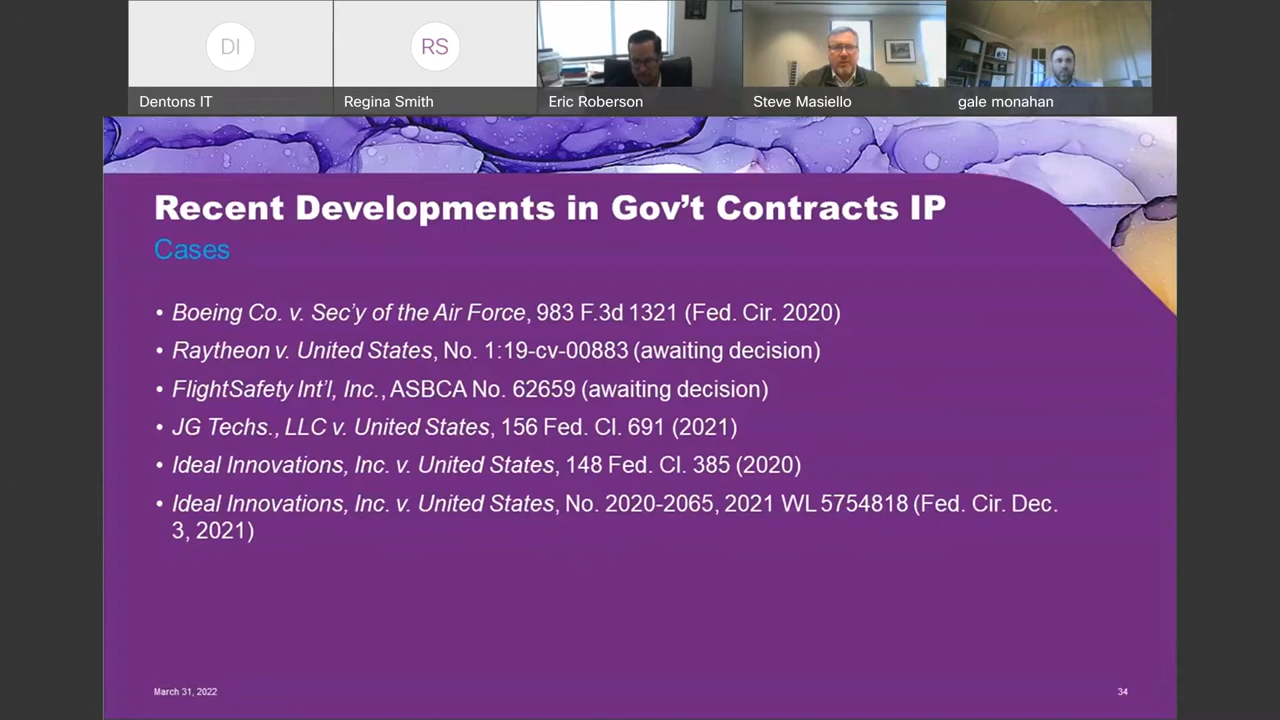 DI
RS
Dentons IT
Regina Smith
Eric Roberson
Steve Masiello
gale monahan
Recent Developments in Gov't Contracts IP
Cases
• Boeing Co. v. Sec'y of the Air Force, 983 F.3d 1321 (Fed. Cir. 2020)
• Raytheon v. United States, No. 1:19-cv-00883 (awaiting decision)
• FlightSafety Int'l, Inc., ASBCA No. 62659 (awaiting decision)
• JG Techs., LLC v. United States, 156 Fed. Cl. 691 (2021)
• Ideal Innovations, Inc. v. United States, 148 Fed. Cl. 385 (2020)
• Ideal Innovations, Inc. v. United States, No. 2020-2065, 2021 WL 5754818 (Fed. Cir. Dec.
3, 2021)
March 31, 2022
34